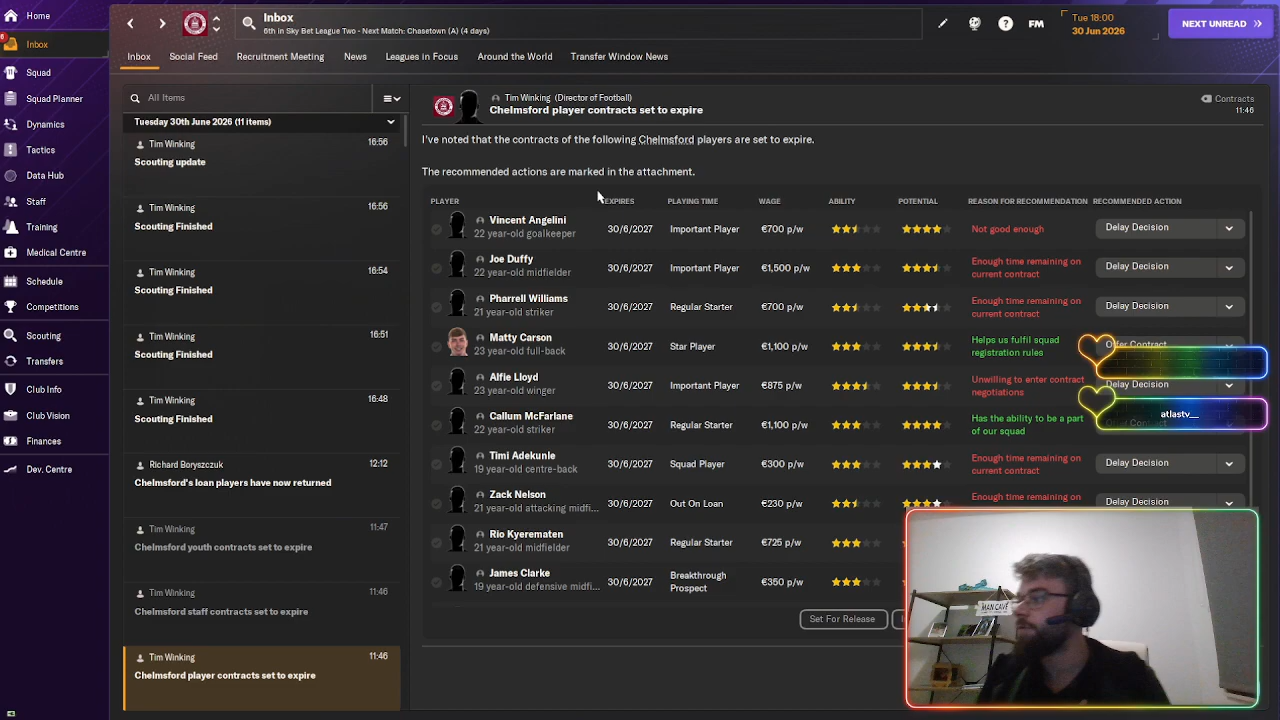 Home
Inbox
Squad
Squad Planner
Dynamics
Tactics
Data Hub
Staff
Training
Medical Centre
Schedule
Competitions
Scouting
Transfers
Club Info
Club Vision
Finances
Dev. Centre
Inbox
6th in Sky Bet League Two - Next Match: Chasetown (A) (4 days)
FM
Tue 18:00
30 Jun 2026
NEXT UNREAD
Inbox
Social Feed
Recruitment Meeting
News
Leagues in Focus
Around the World
Transfer Window News
All Items
Tuesday 30th June 2026 (11 items)
Tim Winking 16:56
Scouting update
Tim Winking 16:56
Scouting Finished
Tim Winking 16:54
Scouting Finished
Tim Winking 16:51
Scouting Finished
Tim Winking 16:48
Scouting Finished
Richard Boryszczuk 12:12
Chelmsford's loan players have now returned
Tim Winking 11:47
Chelmsford youth contracts set to expire
Tim Winking 11:46
Chelmsford staff contracts set to expire
Tim Winking 11:46
Chelmsford player contracts set to expire
Tim Winking (Director of Football)
Chelmsford player contracts set to expire
Contracts
11:46
I've noted that the contracts of the following Chelmsford players are set to expire.
The recommended actions are marked in the attachment.
PLAYER EXPIRES PLAYING TIME WAGE ABILITY POTENTIAL REASON FOR RECOMMENDATION RECOMMENDED ACTION
Vincent Angelini
22 year-old goalkeeper
30/6/2027 Important Player €700 p/w Not good enough Delay Decision
Joe Duffy
22 year-old midfielder
30/6/2027 Important Player €1,500 p/w
Enough time remaining on
current contract
Delay Decision
Pharrell Williams
21 year-old striker
30/6/2027 Regular Starter €700 p/w
Enough time remaining on
current contract
Delay Decision
Matty Carson
23 year-old full-back
30/6/2027 Star Player €1,100 p/w
Helps us fulfil squad
registration rules
Offer Contract
Alfie Lloyd
23 year-old winger
30/6/2027 Important Player €875 p/w
Unwilling to enter contract
negotiations
Delay Decision
Callum McFarlane
22 year-old striker
30/6/2027 Regular Starter €1,100 p/w
Has the ability to be a part
of our squad
Offer Contract
atlastv__
Timi Adekunle
19 year-old centre-back
30/6/2027 Squad Player €300 p/w
Enough time remaining on
current contract
Delay Decision
Zack Nelson
21 year-old attacking midfi...
30/6/2027 Out On Loan €230 p/w
Enough time remaining on
Delay Decision
Rio Kyerematen
21 year-old midfielder
30/6/2027 Regular Starter €725 p/w
James Clarke
19 year-old defensive midfi...
30/6/2027
Breakthrough
Prospect
€350 p/w
Set For Release
MAN CAVE